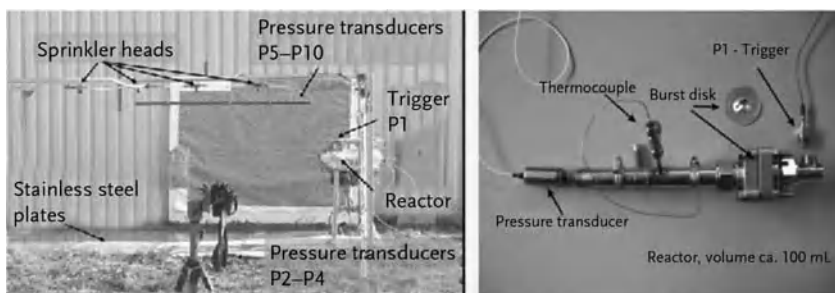 Sprinkler heads
Pressure transducers
P5–P10
Trigger
P1
Reactor
Stainless steel
plates
Pressure transducers
P2–P4
P1 - Trigger
Thermocouple
Burst disk
Pressure transducer
Reactor, volume ca. 100 mL